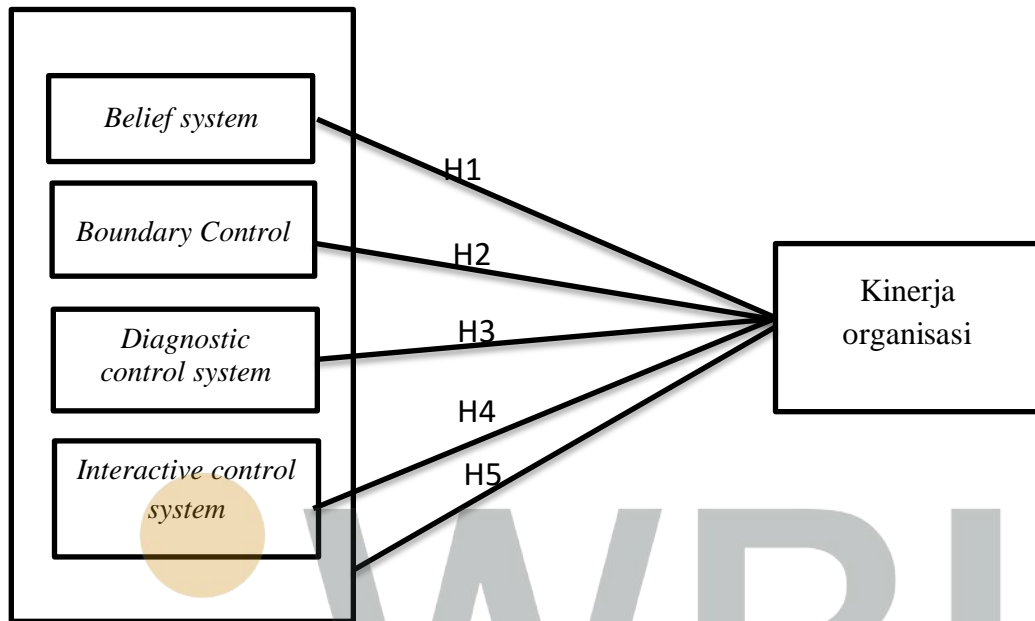 Belief system
H1
Boundary Control
H2
Kinerja
organisasi
Diagnostic
control system
H3
H4
Interactive control
system
H5